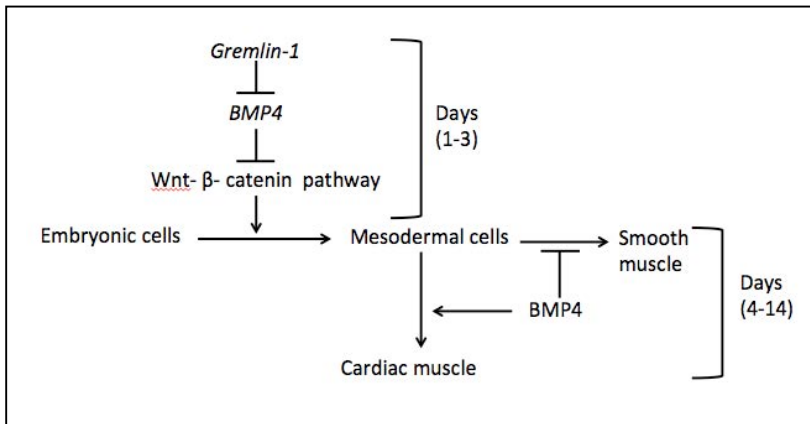 Gremlin-1
BMP4
Days
(1-3)
Wnt- β- catenin pathway
Embryonic cells
Mesodermal cells
Smooth
muscle
BMP4
Days
(4-14)
Cardiac muscle